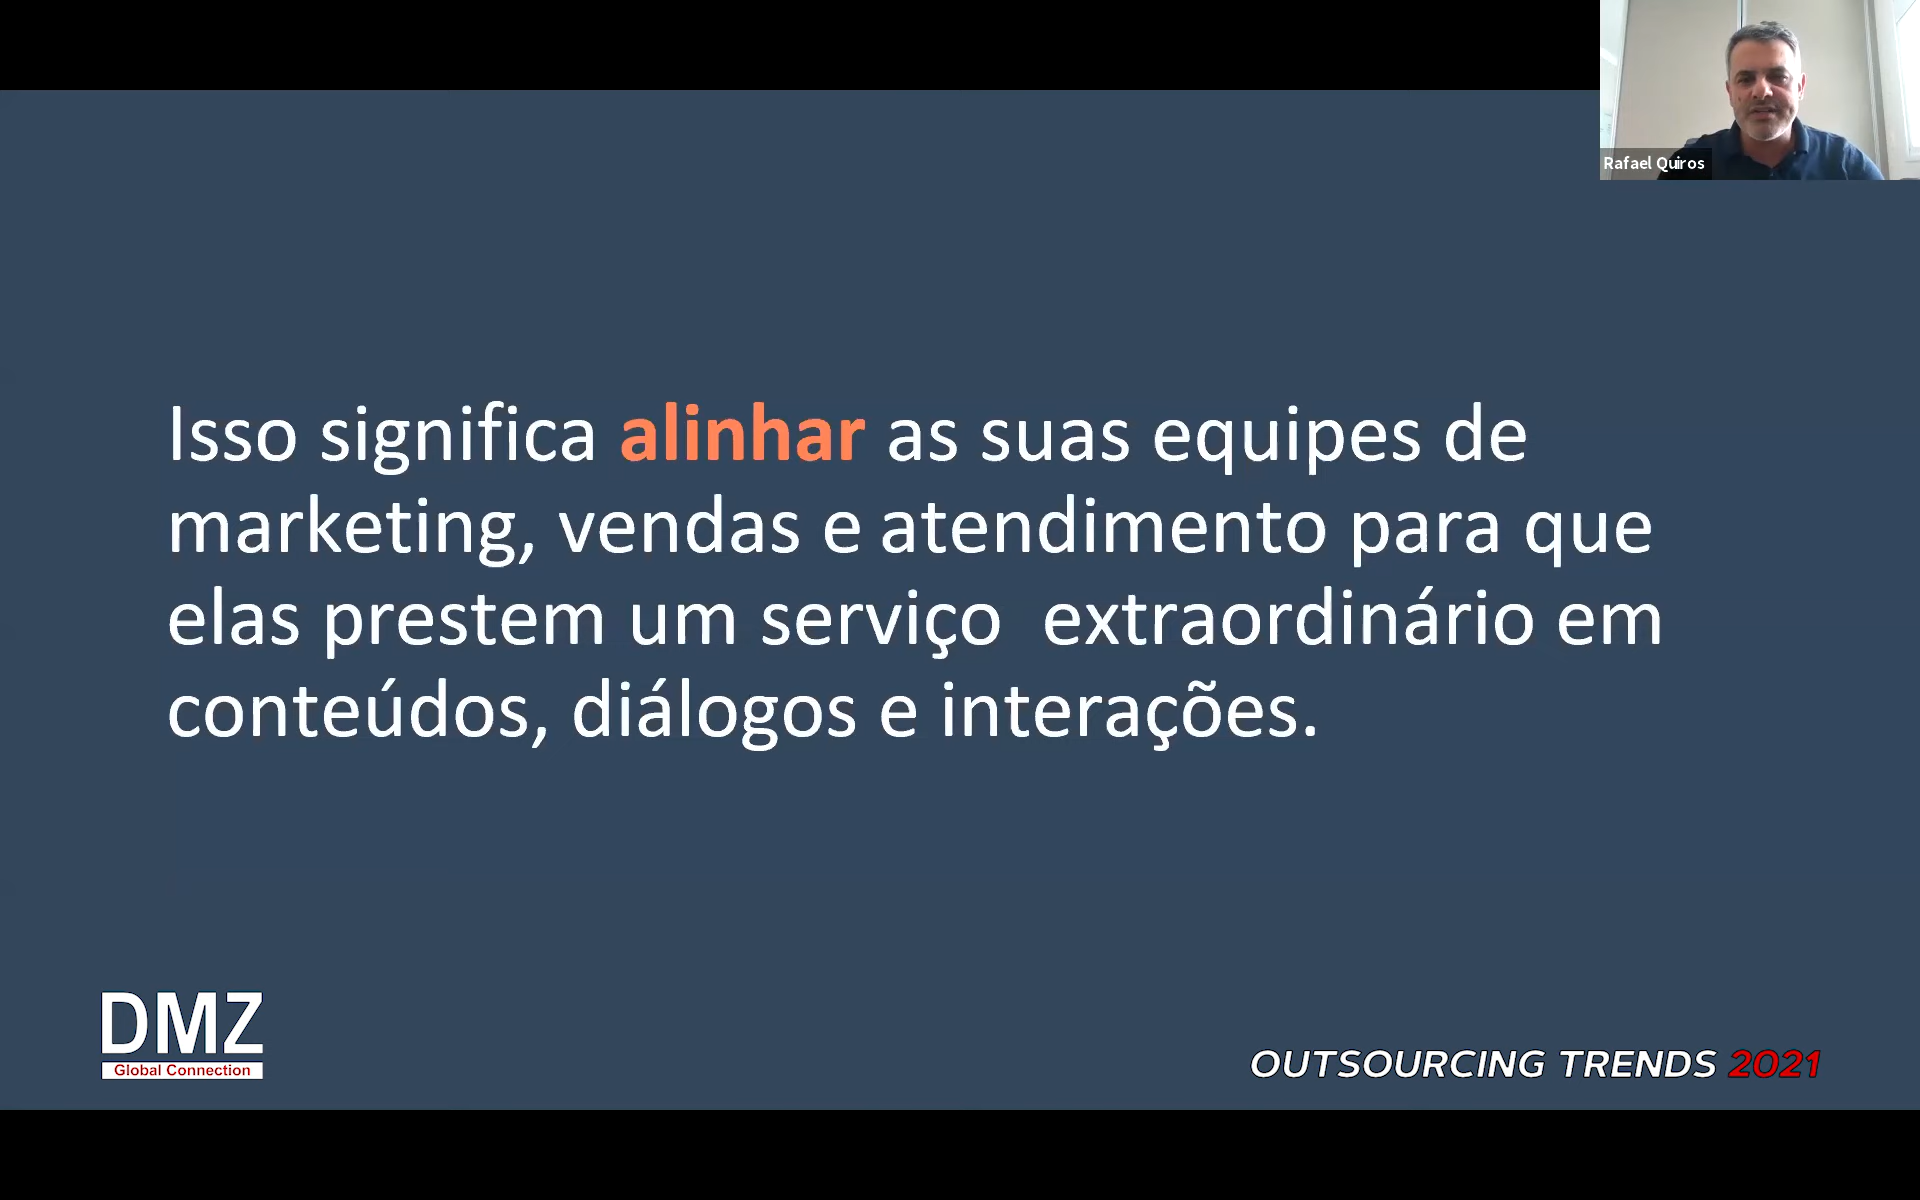 Rafael Quiros
Isso significa alinhar as suas equipes de
marketing, vendas e atendimento para que
elas prestem um serviço  extraordinário em
conteúdos, diálogos e interações.
DMZ
Global Connection
OUTSOURCING TRENDS 2021